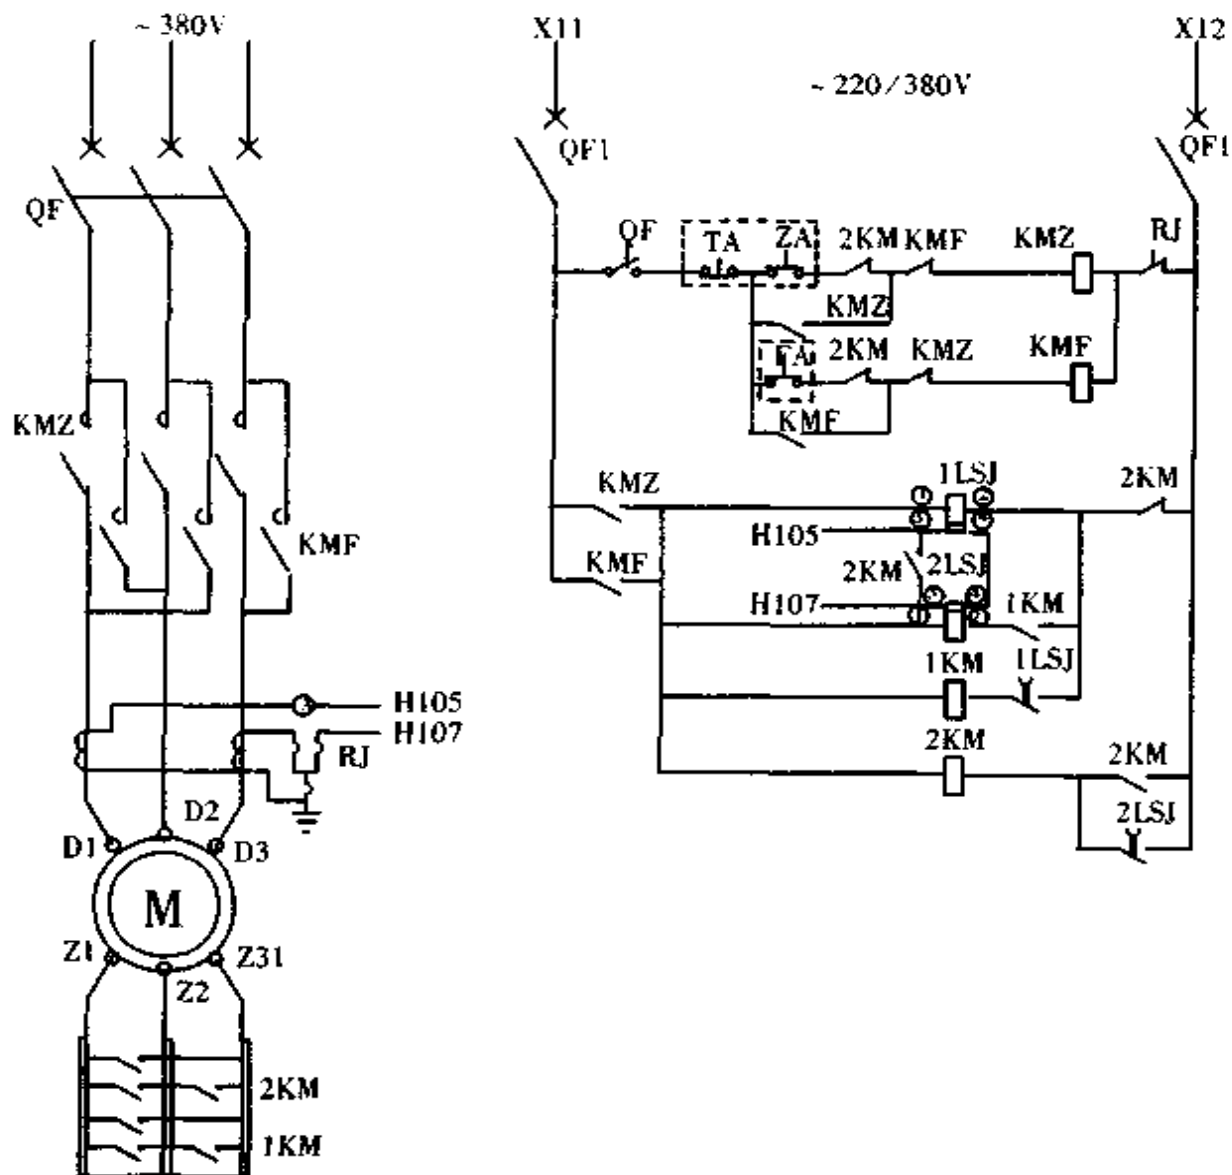 ~380V
X11
X12
~220/380V
QF1
QF1
QF
QF
TA
ZA
2KM
KMF
KMZ
RJ
KMZ
FA
2KM
KMZ
KMF
KMF
KMZ
KMZ
1LSJ
2KM
H105
KMF
KMF
2KM
2LSJ
H107
1KM
1KM
1LSJ
H105
H107
RJ
2KM
2KM
2LSJ
D2
D1
D3
M
Z1
Z31
Z2
2KM
1KM